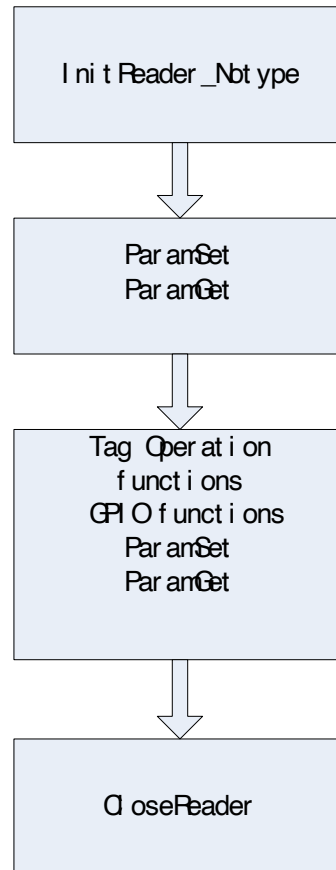 InitReader_Notype
ParamSet
ParamGet
Tag Operation
functions
GPIO functions
ParamSet
ParamGet
CloseReader